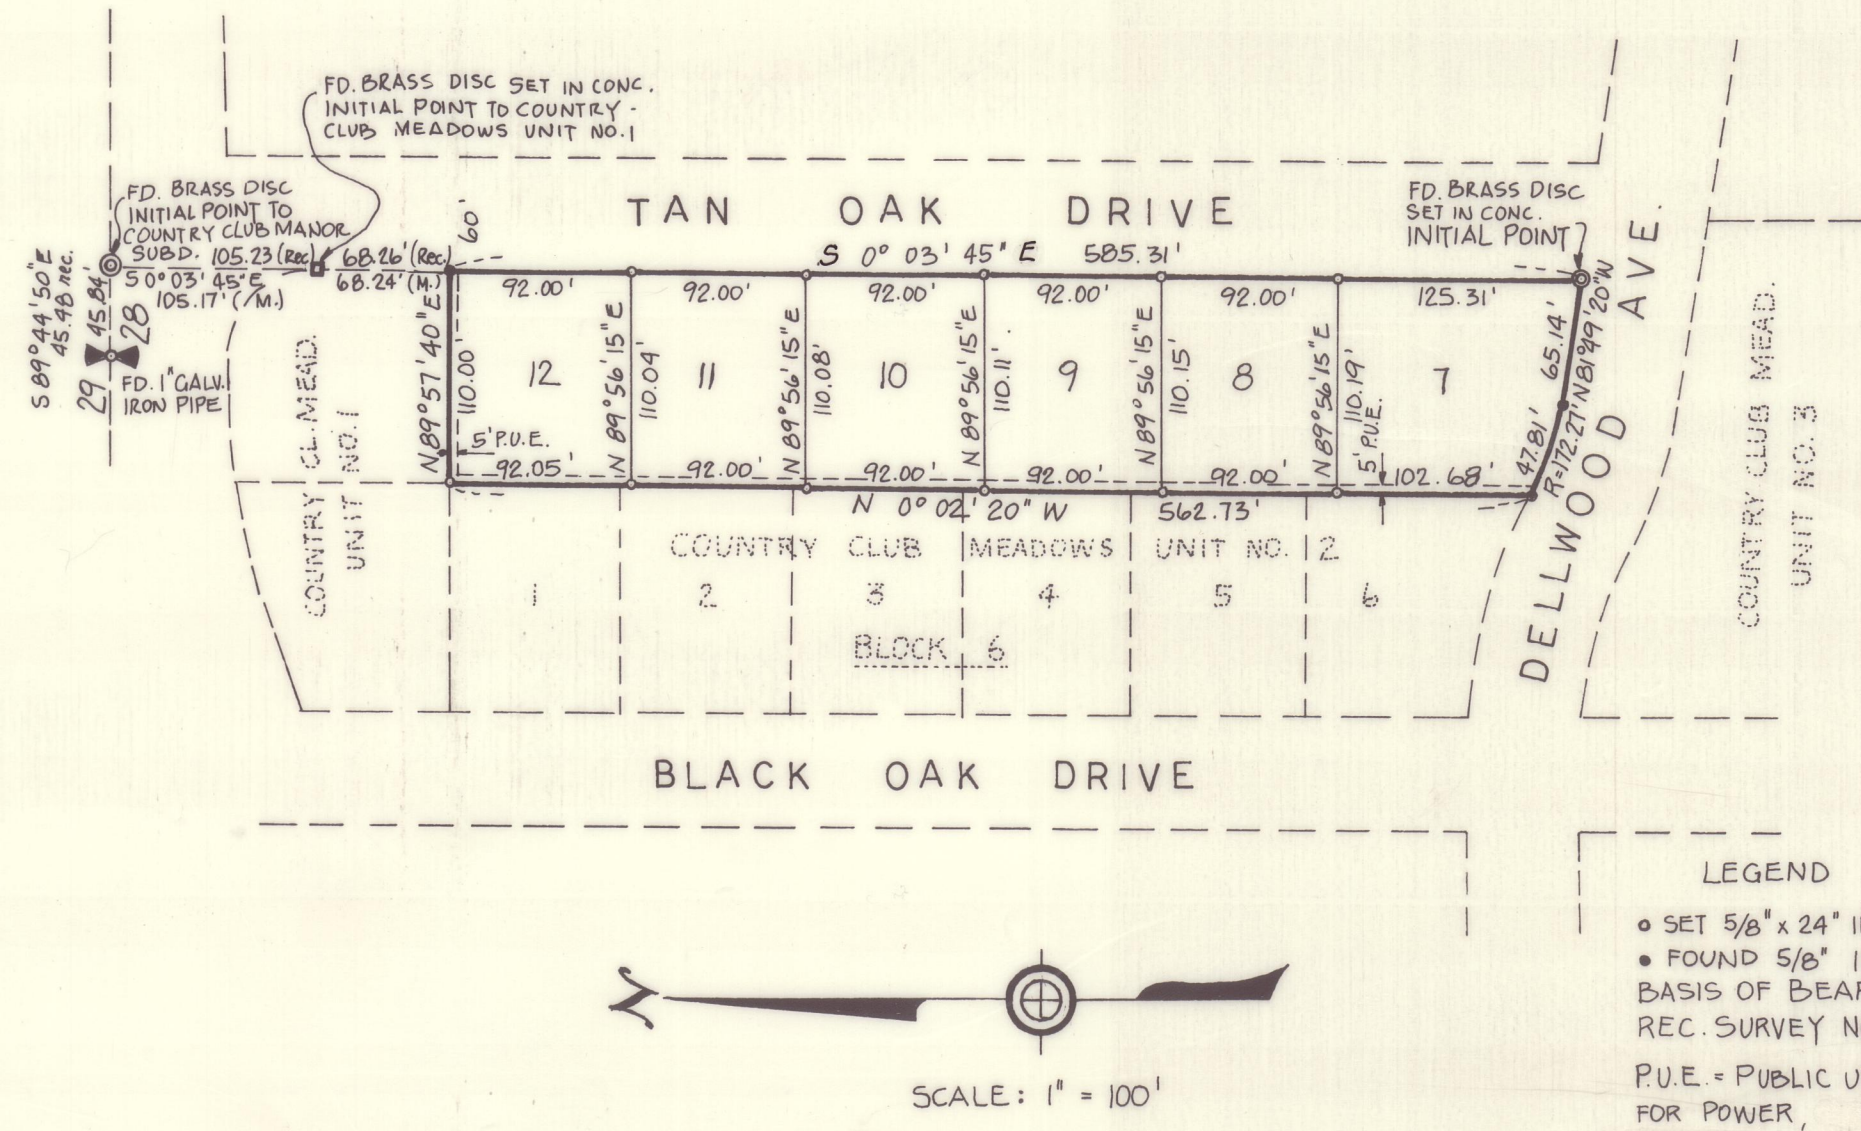 FD. BRASS DISC SET IN CONC.
INITIAL POINT TO COUNTRY -
CLUB MEADOWS UNIT NO.1
FD. BRASS DISC
INITIAL POINT TO
COUNTRY CLUB MANOR
SUBD.
105.23 (Rec)
S 0° 03' 45" E
105.17' (M.)
68.26' (Rec.)
68.24' (M.)
60'
TAN OAK DRIVE
S 0° 03' 45" E 585.31'
FD. BRASS DISC
SET IN CONC.
INITIAL POINT
S 89° 44' 50" E
45.48 rec.
45.84'
29
28
FD. 1" GALV.
IRON PIPE
COUNTRY CL. MEAD.
UNIT NO. 1
92.00'
92.00'
92.00'
92.00'
92.00'
125.31'
N 89° 57' 40" E
110.00'
12
N 89° 56' 15" E
110.04'
11
N 89° 56' 15" E
110.08'
10
N 89° 56' 15" E
110.11'
9
N 89° 56' 15" E
110.15'
8
N 89° 56' 15" E
110.19'
7
5' P.U.E.
5' P.U.E.
65.14'
N 81° 49' 20" W
47.81'
R=172.27'
92.05'
92.00'
92.00'
92.00'
92.00'
102.68'
N 0° 02' 20" W 562.73'
DELLWOOD AVE.
COUNTRY CLUB MEAD.
UNIT NO. 3
COUNTRY CLUB MEADOWS UNIT NO. 2
1
2
3
4
5
6
BLOCK 6
BLACK OAK DRIVE
N
SCALE: 1" = 100'
LEGEND
SET 5/8" x 24" I
FOUND 5/8" I
BASIS OF BEAR
REC. SURVEY N
P.U.E. = PUBLIC U
FOR POWER,